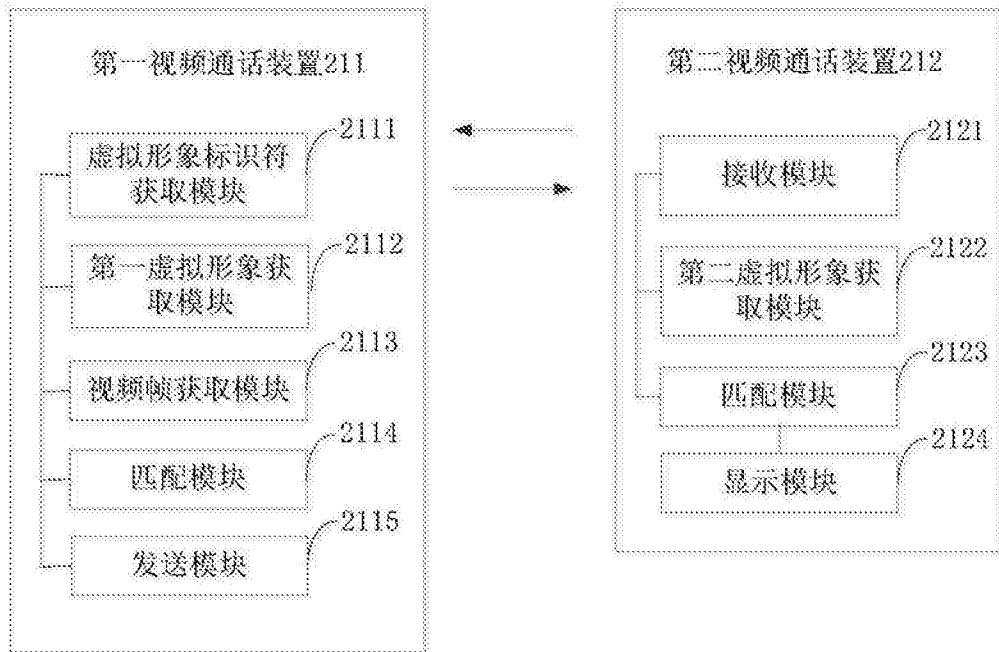 第一视频通话装置211
2111
虚拟形象标识符
获取模块
2112
第一虚拟形象获
取模块
2113
视频帧获取模块
2114
匹配模块
2115
发送模块
第二视频通话装置212
2121
接收模块
2122
第二虚拟形象获
取模块
2123
匹配模块
2124
显示模块